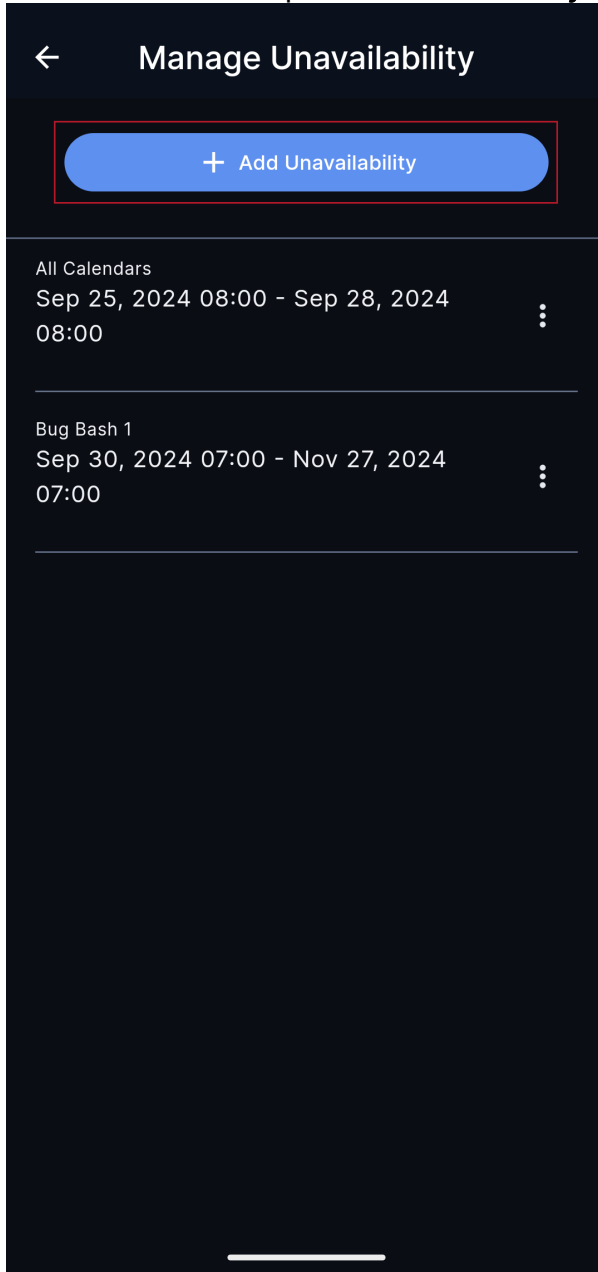 Manage Unavailability
+ Add Unavailability
All Calendars
Sep 25, 2024 08:00 - Sep 28, 2024
08:00
Bug Bash 1
Sep 30, 2024 07:00 - Nov 27, 2024
07:00